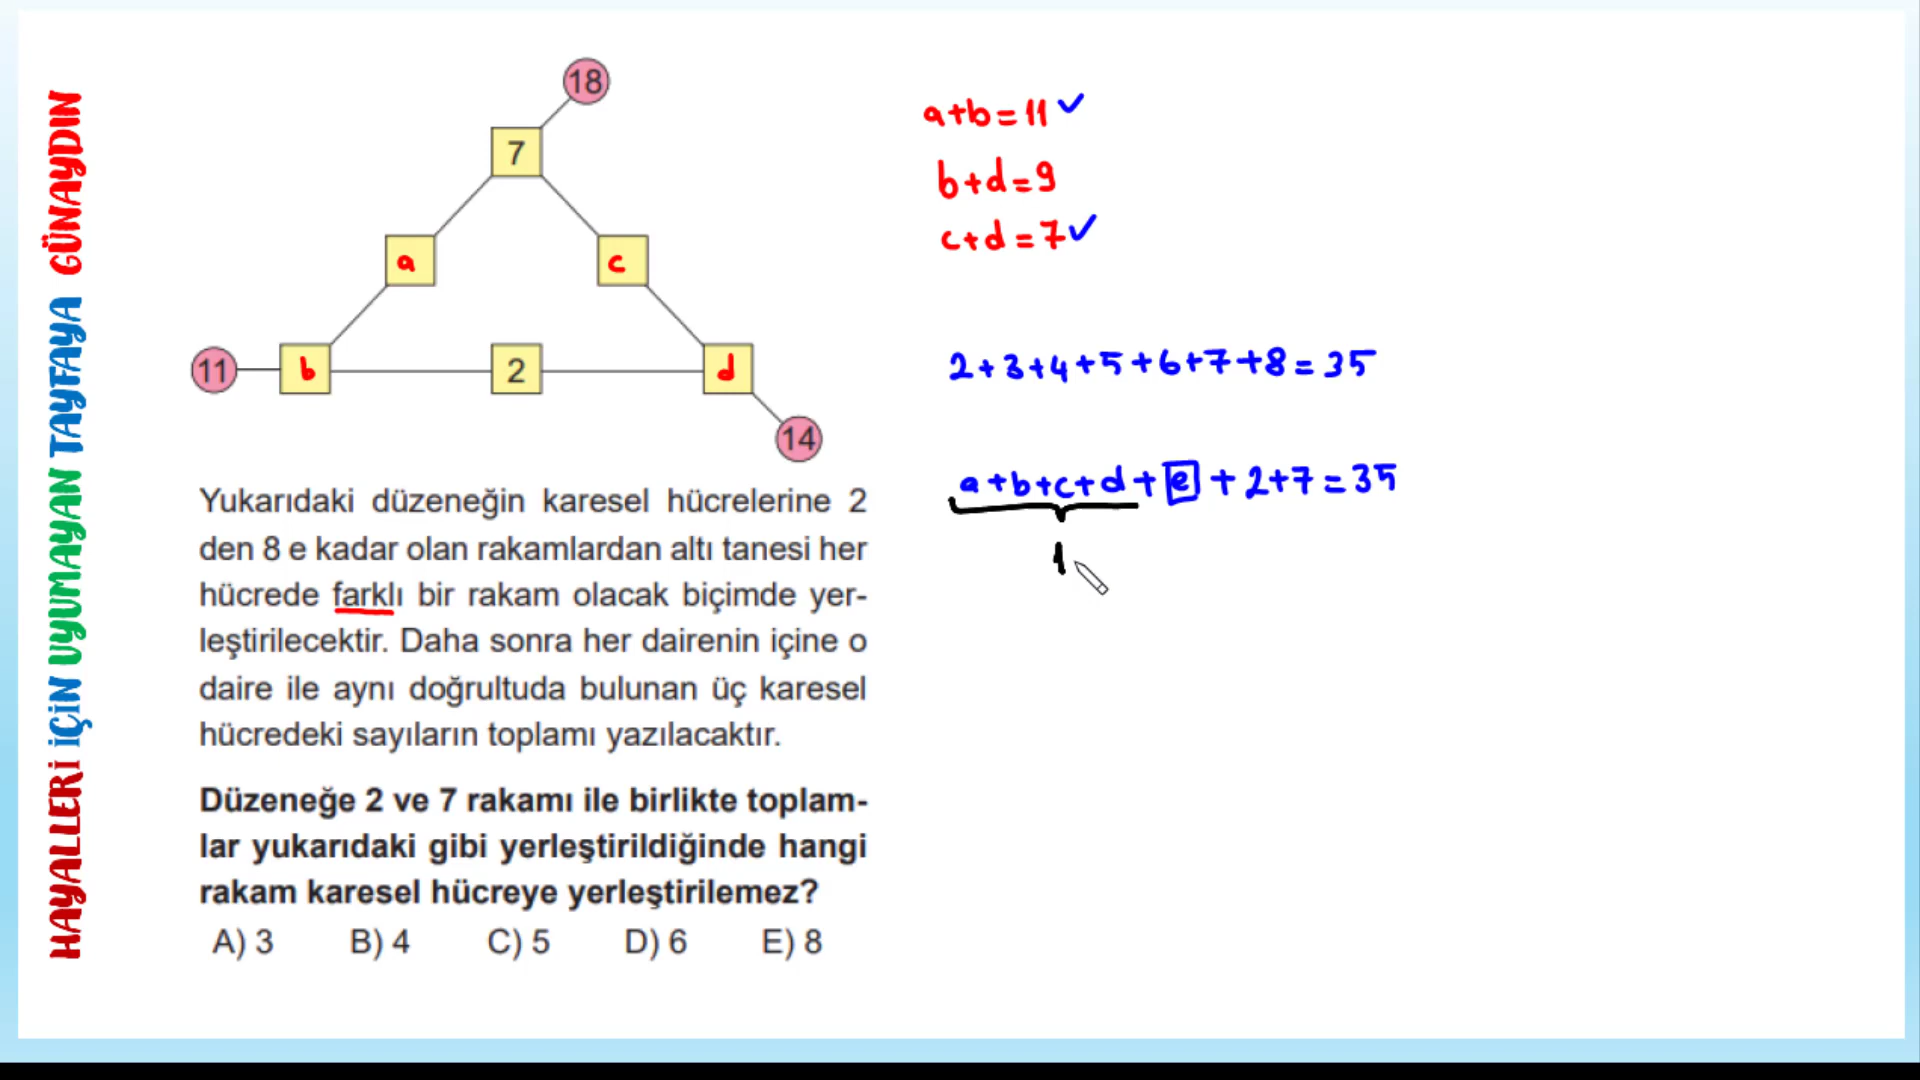 HAYALLERİ İÇİN UYUMAYAN TAYFAYA GÜNAYDIN
18
7
a
c
11
b
2
d
14
Yukarıdaki düzeneğin karesel hücrelerine 2
den 8 e kadar olan rakamlardan altı tanesi her
hücrede farklı bir rakam olacak biçimde yer-
leştirilecektir. Daha sonra her dairenin içine o
daire ile aynı doğrultuda bulunan üç karesel
hücredeki sayıların toplamı yazılacaktır.
Düzeneğe 2 ve 7 rakamı ile birlikte toplam-
lar yukarıdaki gibi yerleştirildiğinde hangi
rakam karesel hücreye yerleştirilemez?
A) 3 B) 4 C) 5 D) 6 E) 8
a+b=11 ✓
b+d=9
c+d=7 ✓
2+3+4+5+6+7+8=35
a+b+c+d+e+2+7=35
1